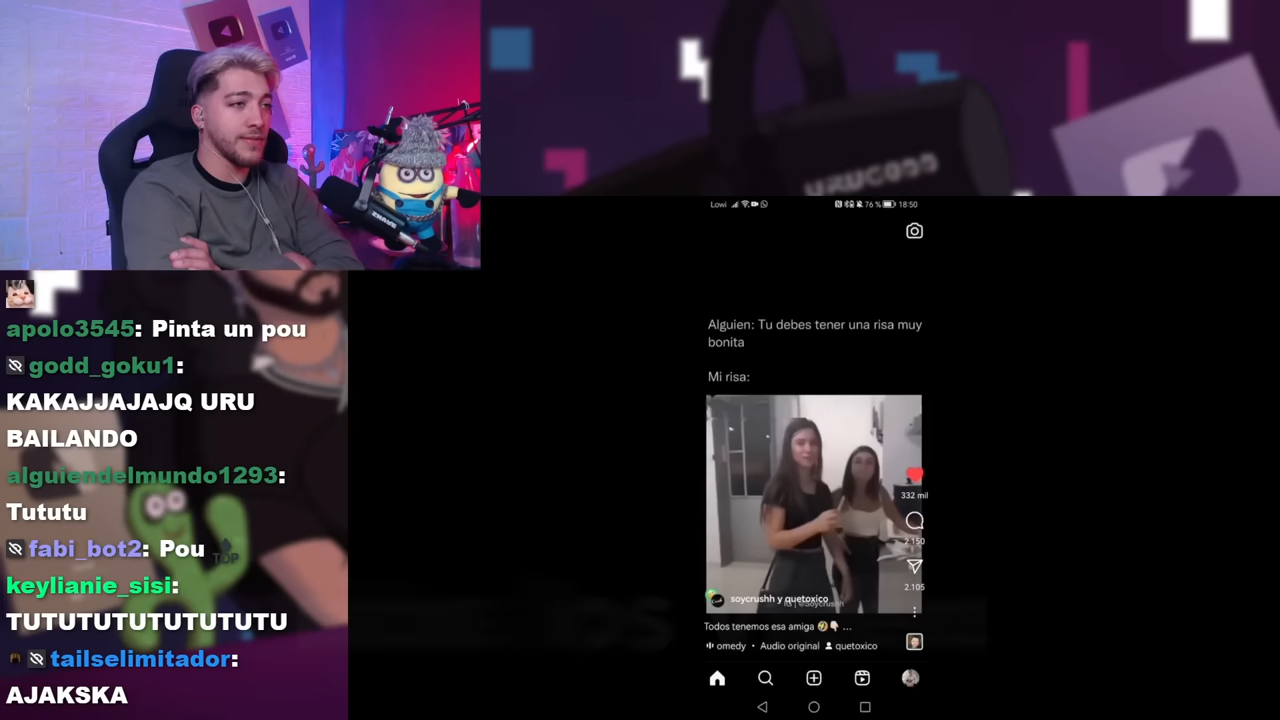 apolo3545: Pinta un pou
godd_goku1:
KAKAJJAJAJQ URU
BAILANDO
alguiendelmundo1293:
Tututu
fabi_bot2: Pou TOP
keylianie_sisi:
TUTUTUTUTUTUTUTU
tailselimitador:
AJAKSKA
Lowi 76 % 18:50
Alguien: Tu debes tener una risa muy
bonita
Mi risa:
332 mil
2.150
2.105
soycrushh y quetoxico
Todos tenemos esa amiga 🤣👇🏻 ...
omedy • Audio original quetoxico